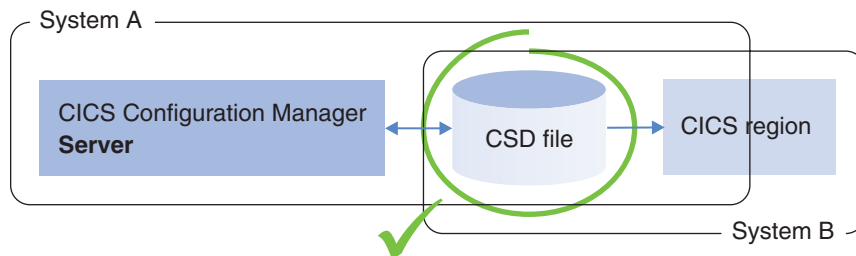 System A
CICS Configuration Manager
Server
CSD file
CICS region
System B